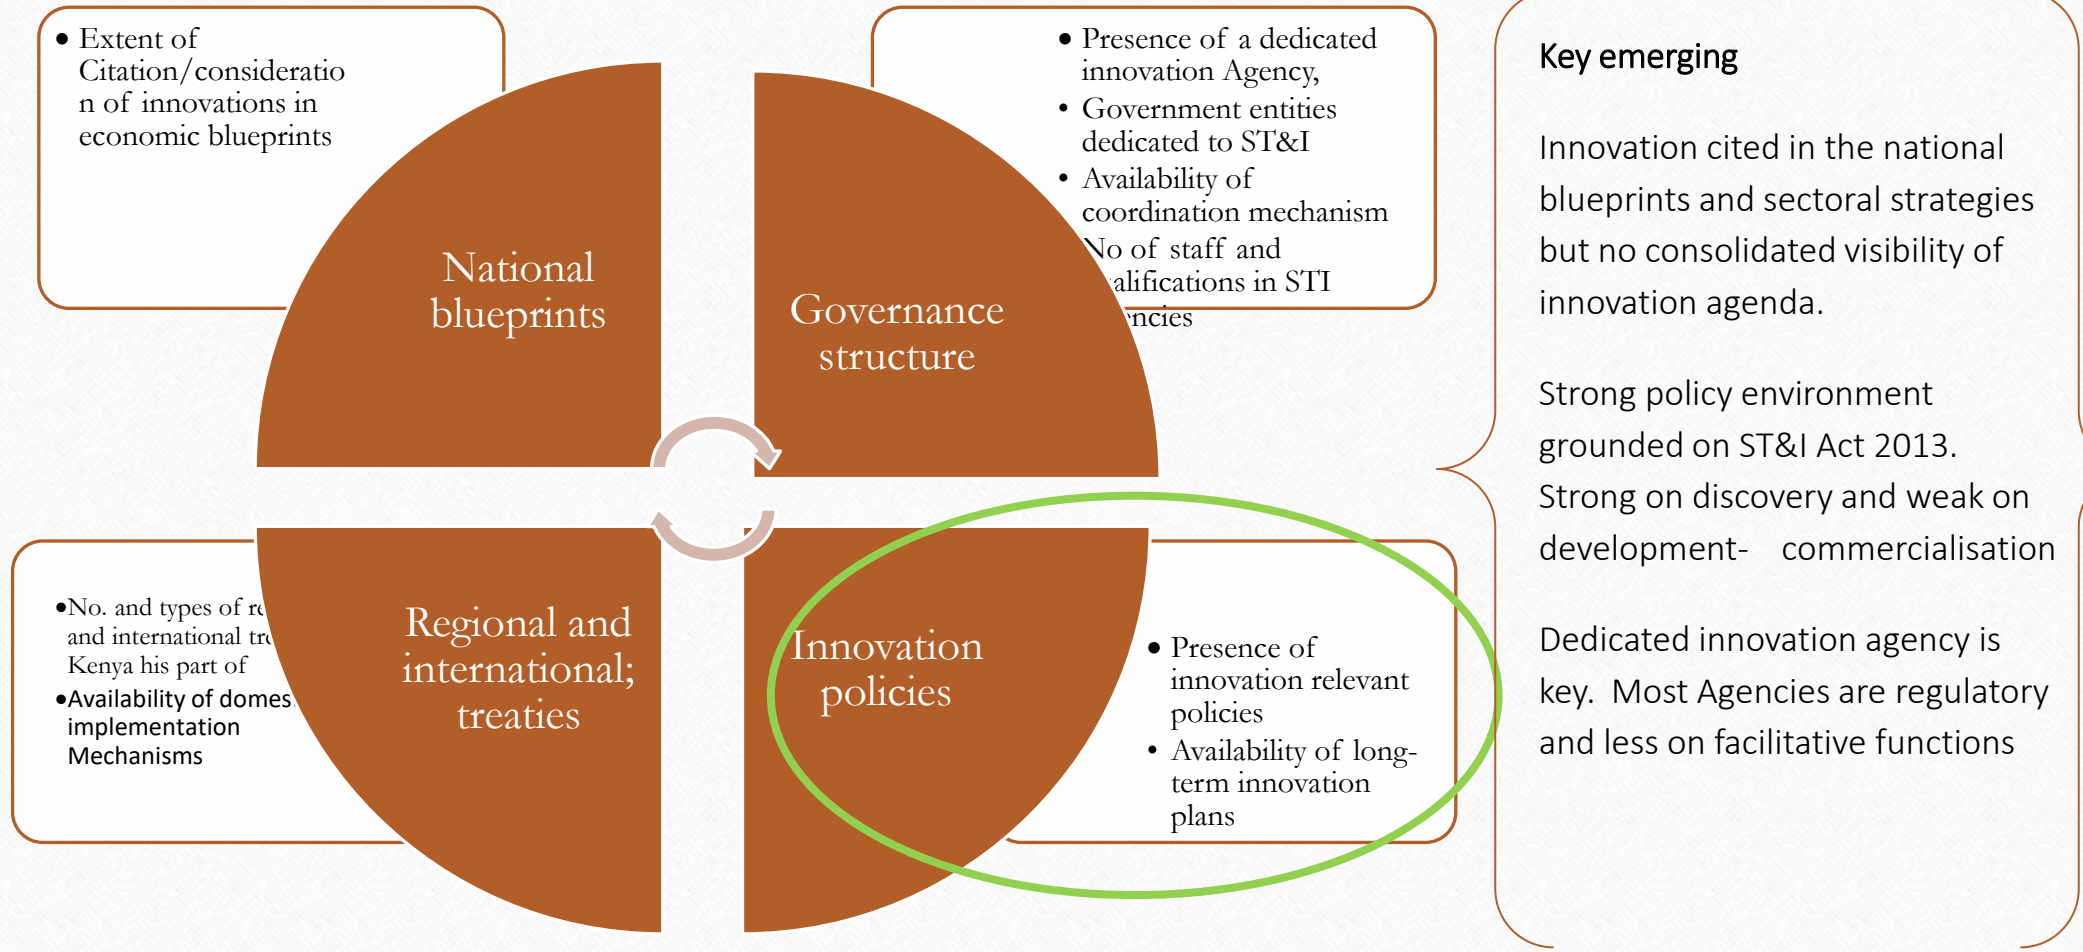 • Extent of
Citation/consideratio
n of innovations in
economic blueprints
National
blueprints
• Presence of a dedicated
innovation Agency,
• Government entities
dedicated to ST&I
• Availability of
coordination mechanism
No of staff and
alifications in STI
encies
Governance
structure
•No. and types of re
and international tre
Kenya his part of
•Availability of domes
implementation
Mechanisms
Regional and
international;
treaties
Innovation
policies
• Presence of
innovation relevant
policies
• Availability of long-
term innovation
plans
Key emerging
Innovation cited in the national
blueprints and sectoral strategies
but no consolidated visibility of
innovation agenda.
Strong policy environment
grounded on ST&I Act 2013.
Strong on discovery and weak on
development- commercialisation
Dedicated innovation agency is
key. Most Agencies are regulatory
and less on facilitative functions